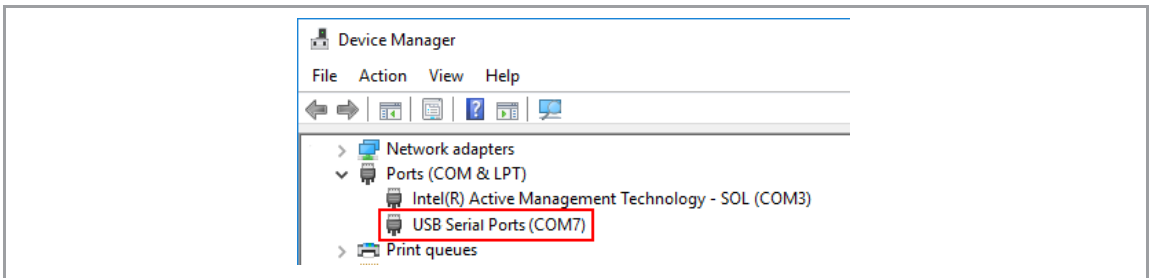 Device Manager
File Action View Help
Network adapters
Ports (COM & LPT)
Intel(R) Active Management Technology - SOL (COM3)
USB Serial Ports (COM7)
Print queues